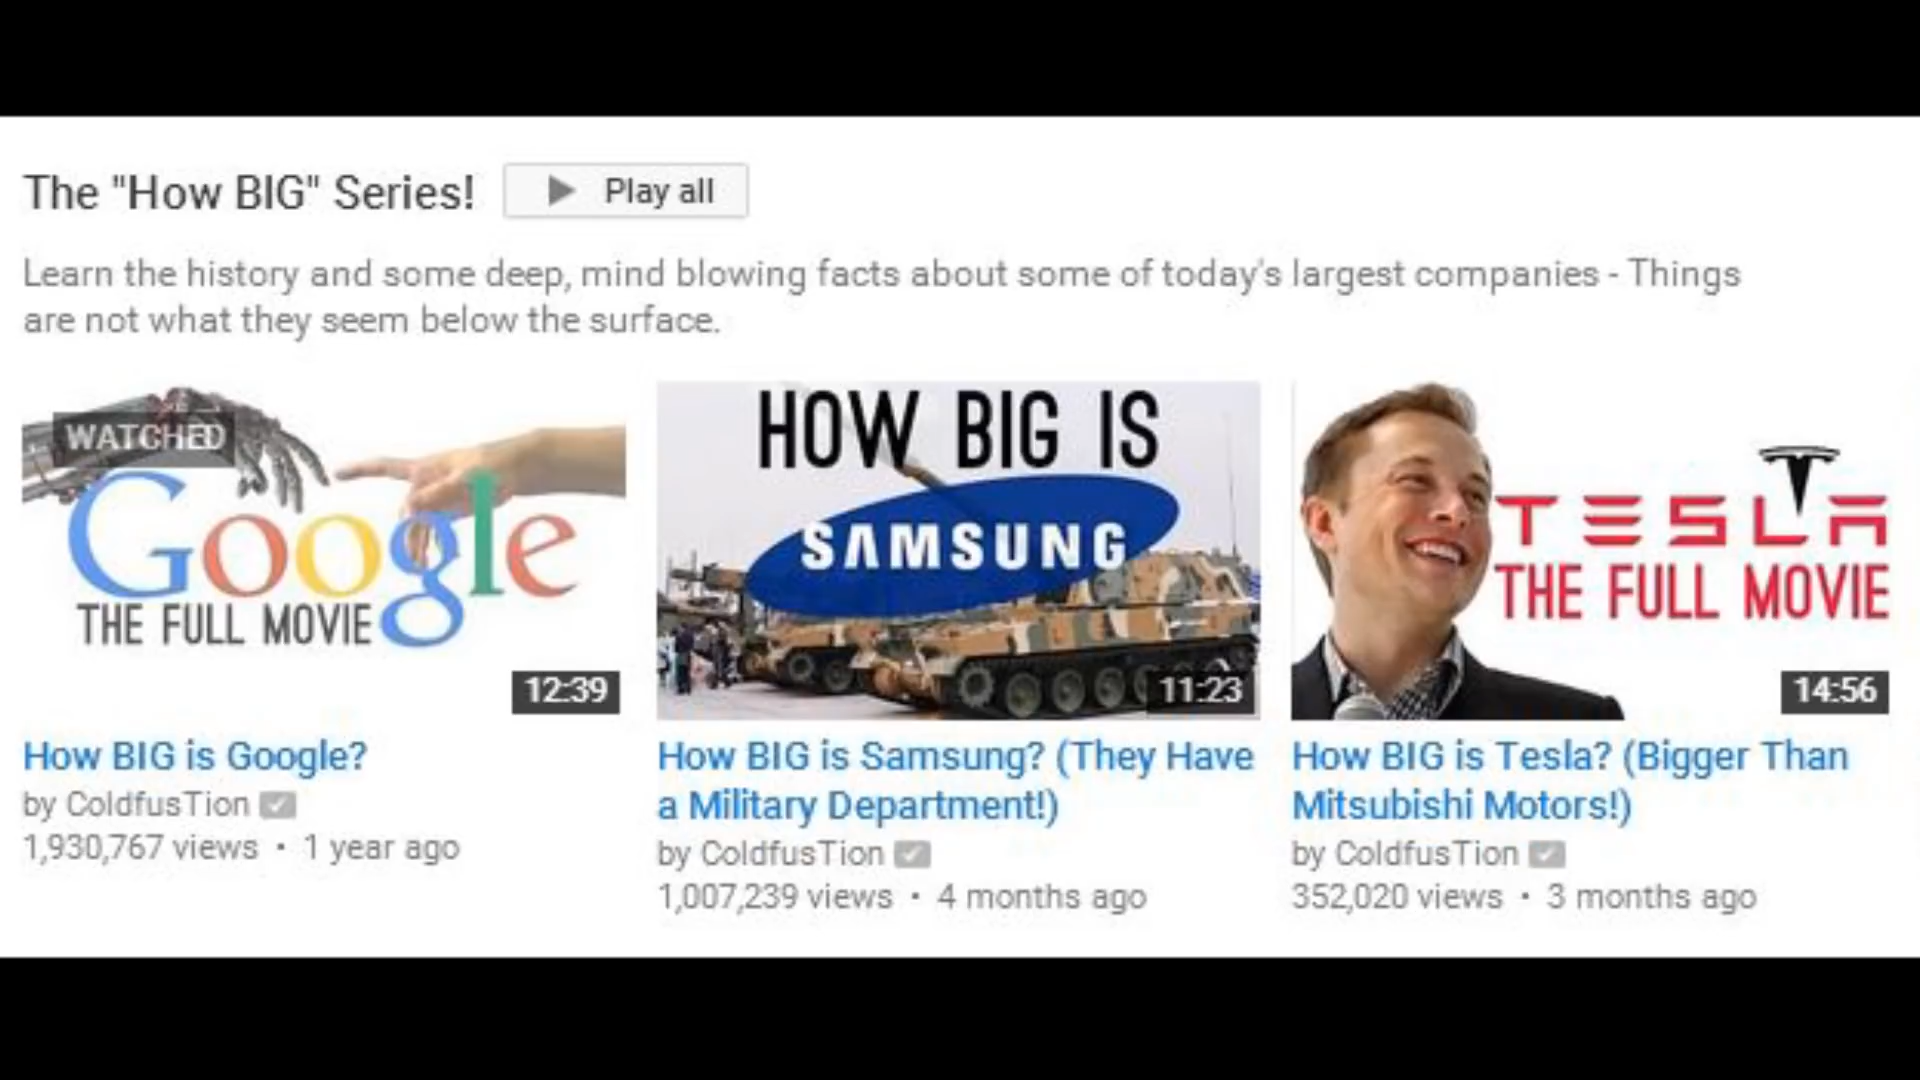 The "How BIG" Series!
Play all
Learn the history and some deep, mind blowing facts about some of today's largest companies - Things
are not what they seem below the surface.
WATCHED
Google
THE FULL MOVIE
12:39
How BIG is Google?
by ColdfusTion
1,930,767 views • 1 year ago
HOW BIG IS
SAMSUNG
11:23
How BIG is Samsung? (They Have
a Military Department!)
by ColdfusTion
1,007,239 views • 4 months ago
TESLA
THE FULL MOVIE
14:56
How BIG is Tesla? (Bigger Than
Mitsubishi Motors!)
by ColdfusTion
352,020 views • 3 months ago